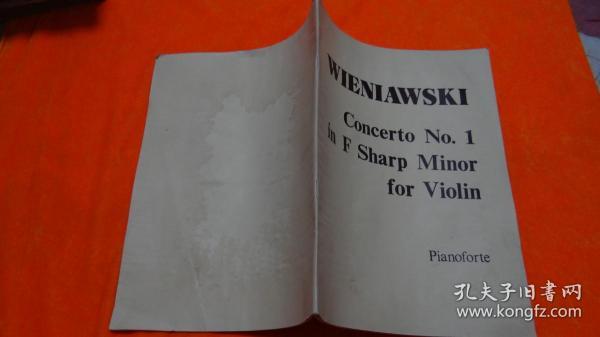 WIENIAWSKI
Concerto No. 1
in F Sharp Minor
for Violin
Pianoforte
孔夫子旧书网
www.kongfz.com